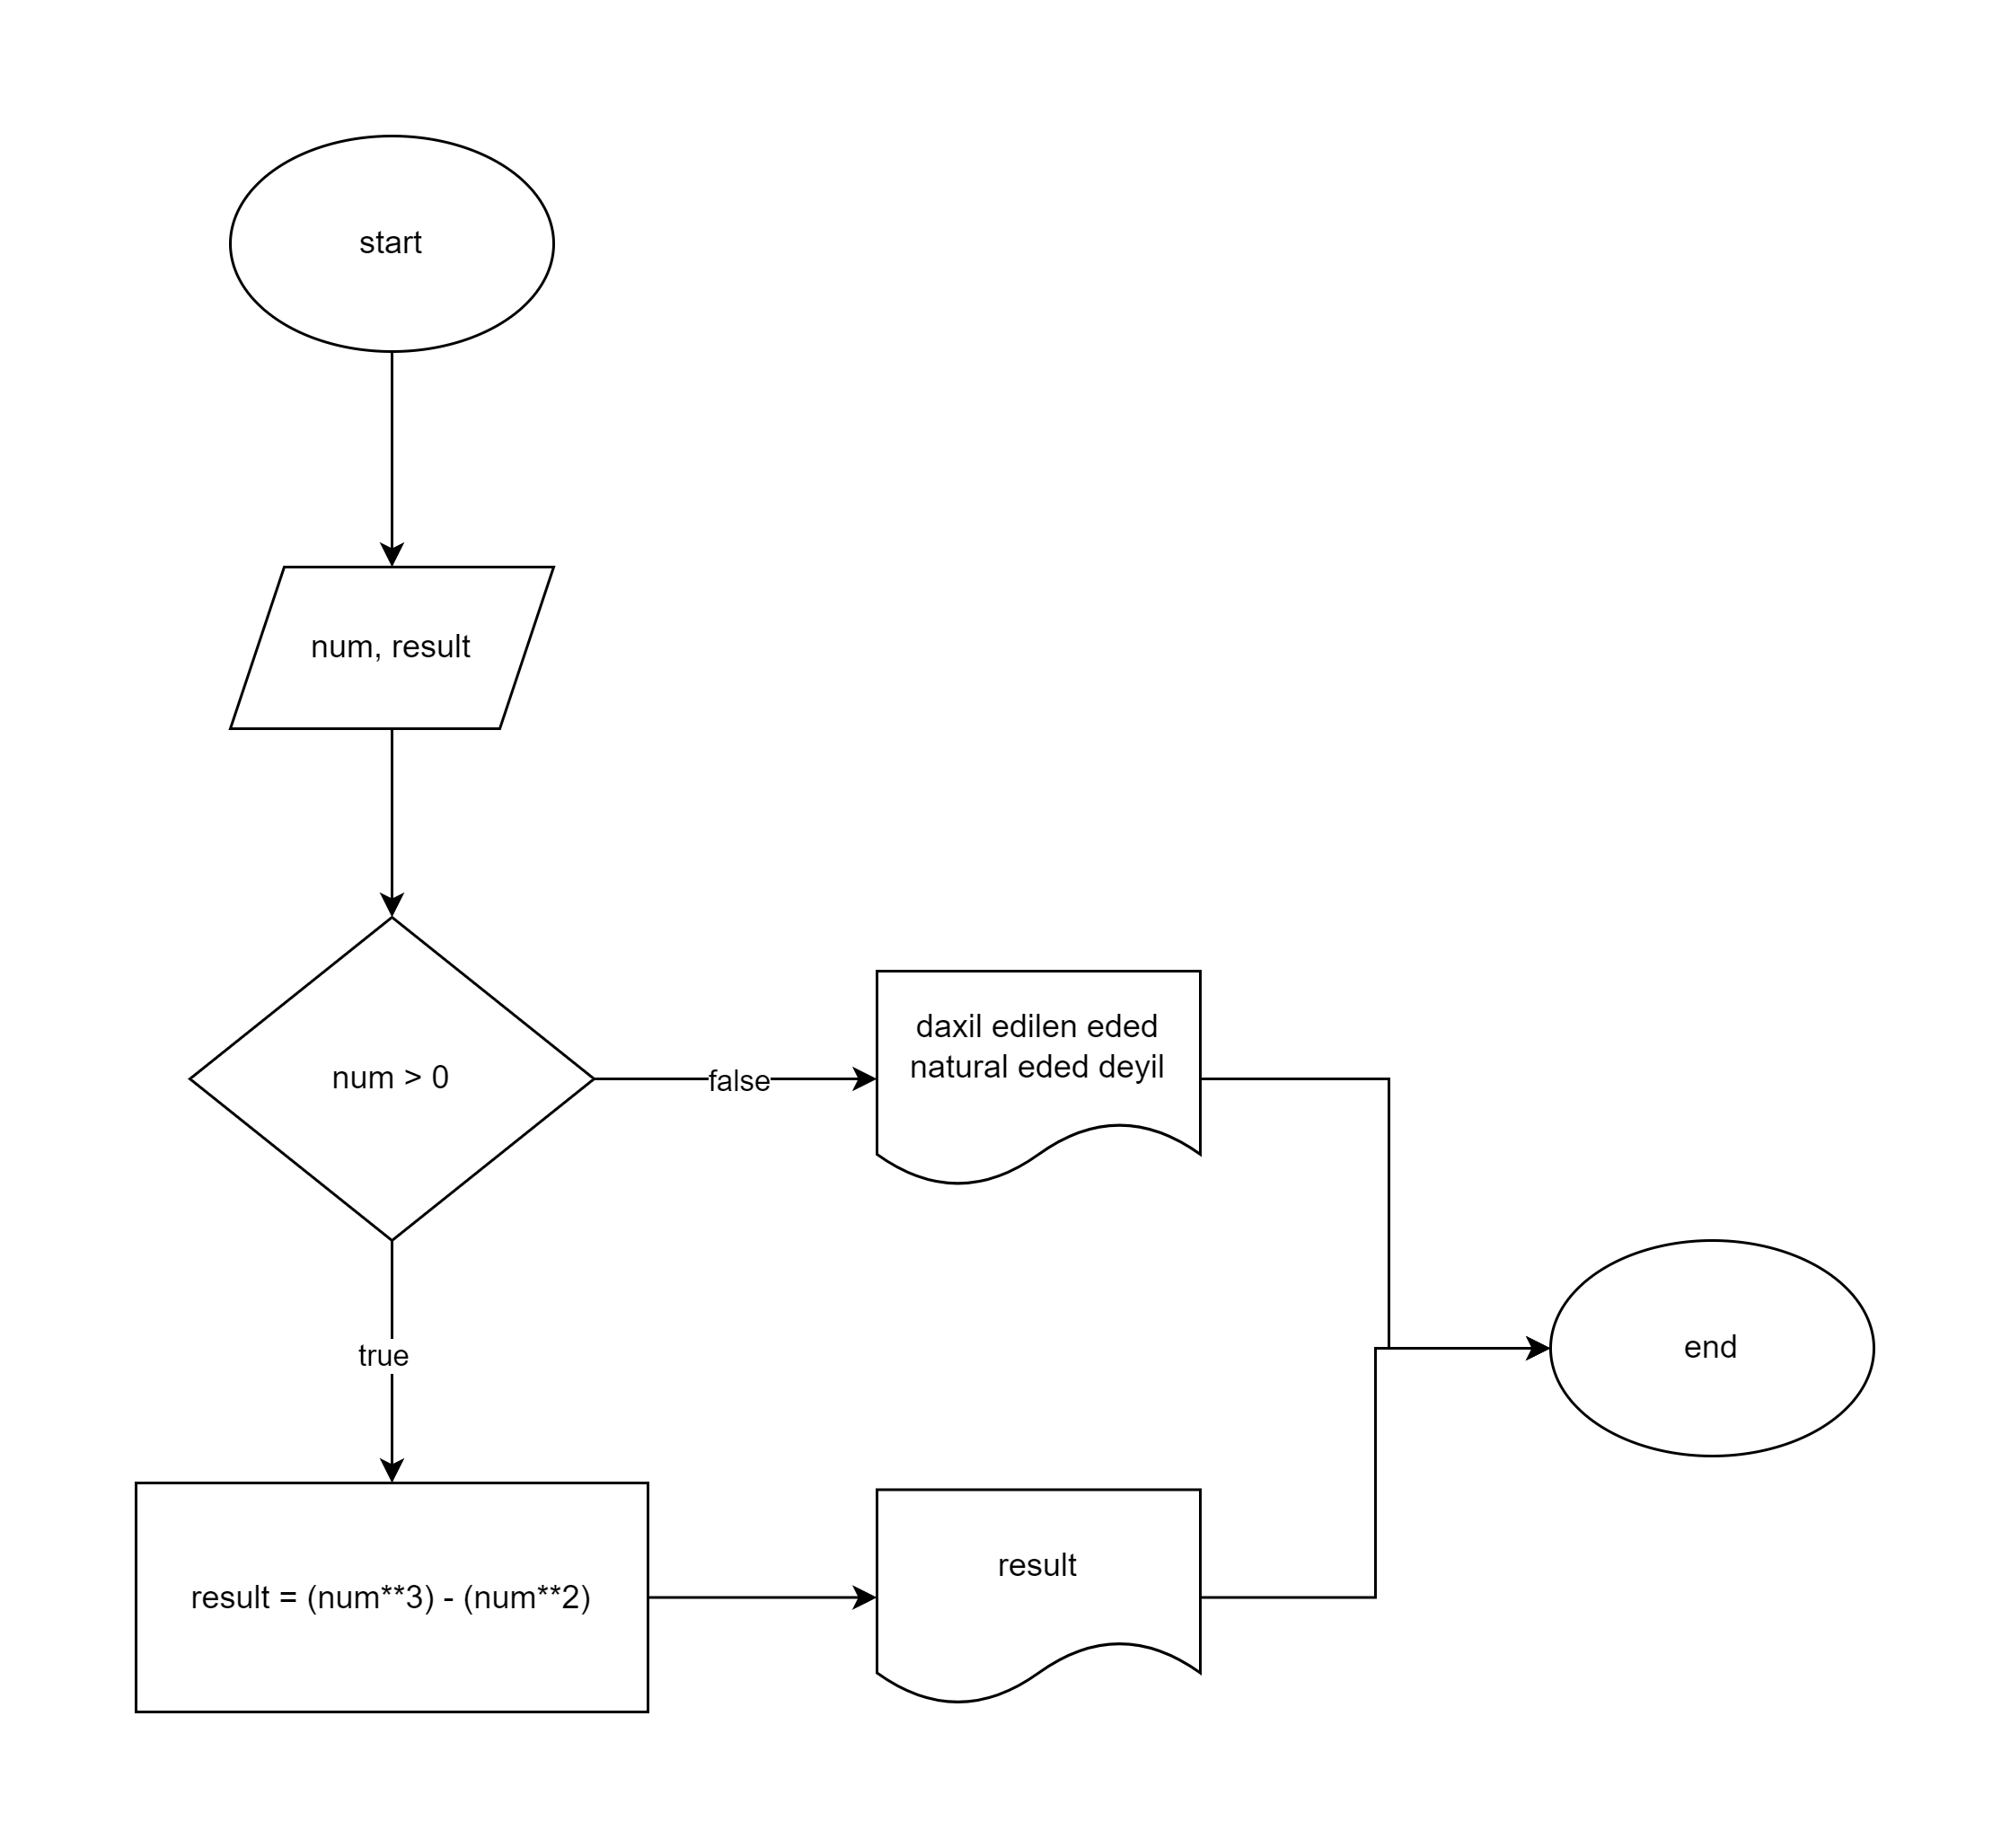 start
num, result
num > 0
false
daxil edilen eded
natural eded deyil
true
end
result = (num**3) - (num**2)
result